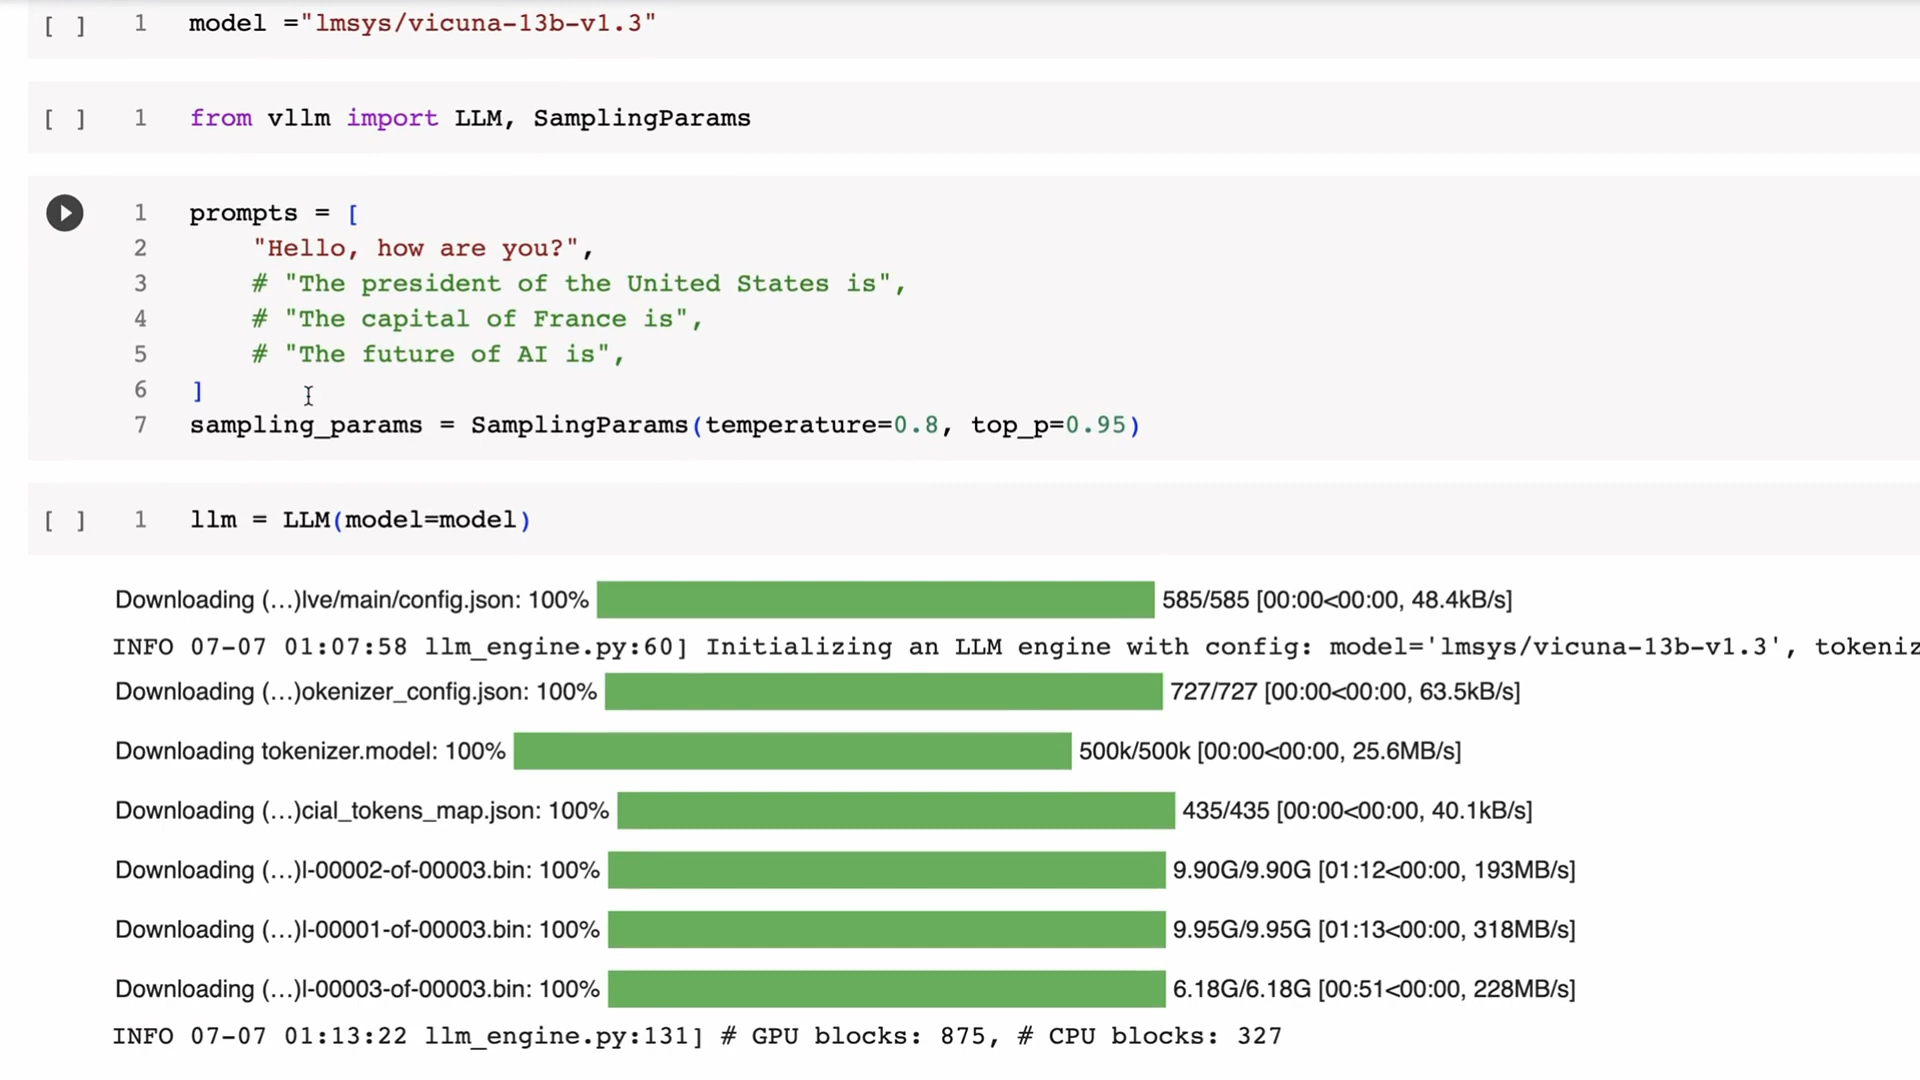 [ ] 1 model ="lmsys/vicuna-13b-v1.3"
[ ] 1 from vllm import LLM, SamplingParams
1 prompts = [
2 "Hello, how are you?",
3 # "The president of the United States is",
4 # "The capital of France is",
5 # "The future of AI is",
6 ]
7 sampling_params = SamplingParams(temperature=0.8, top_p=0.95)
[ ] 1 llm = LLM(model=model)
Downloading (…)lve/main/config.json: 100% 585/585 [00:00<00:00, 48.4kB/s]
INFO 07-07 01:07:58 llm_engine.py:60] Initializing an LLM engine with config: model='lmsys/vicuna-13b-v1.3', tokeniz
Downloading (…)okenizer_config.json: 100% 727/727 [00:00<00:00, 63.5kB/s]
Downloading tokenizer.model: 100% 500k/500k [00:00<00:00, 25.6MB/s]
Downloading (…)cial_tokens_map.json: 100% 435/435 [00:00<00:00, 40.1kB/s]
Downloading (…)l-00002-of-00003.bin: 100% 9.90G/9.90G [01:12<00:00, 193MB/s]
Downloading (…)l-00001-of-00003.bin: 100% 9.95G/9.95G [01:13<00:00, 318MB/s]
Downloading (…)l-00003-of-00003.bin: 100% 6.18G/6.18G [00:51<00:00, 228MB/s]
INFO 07-07 01:13:22 llm_engine.py:131] # GPU blocks: 875, # CPU blocks: 327